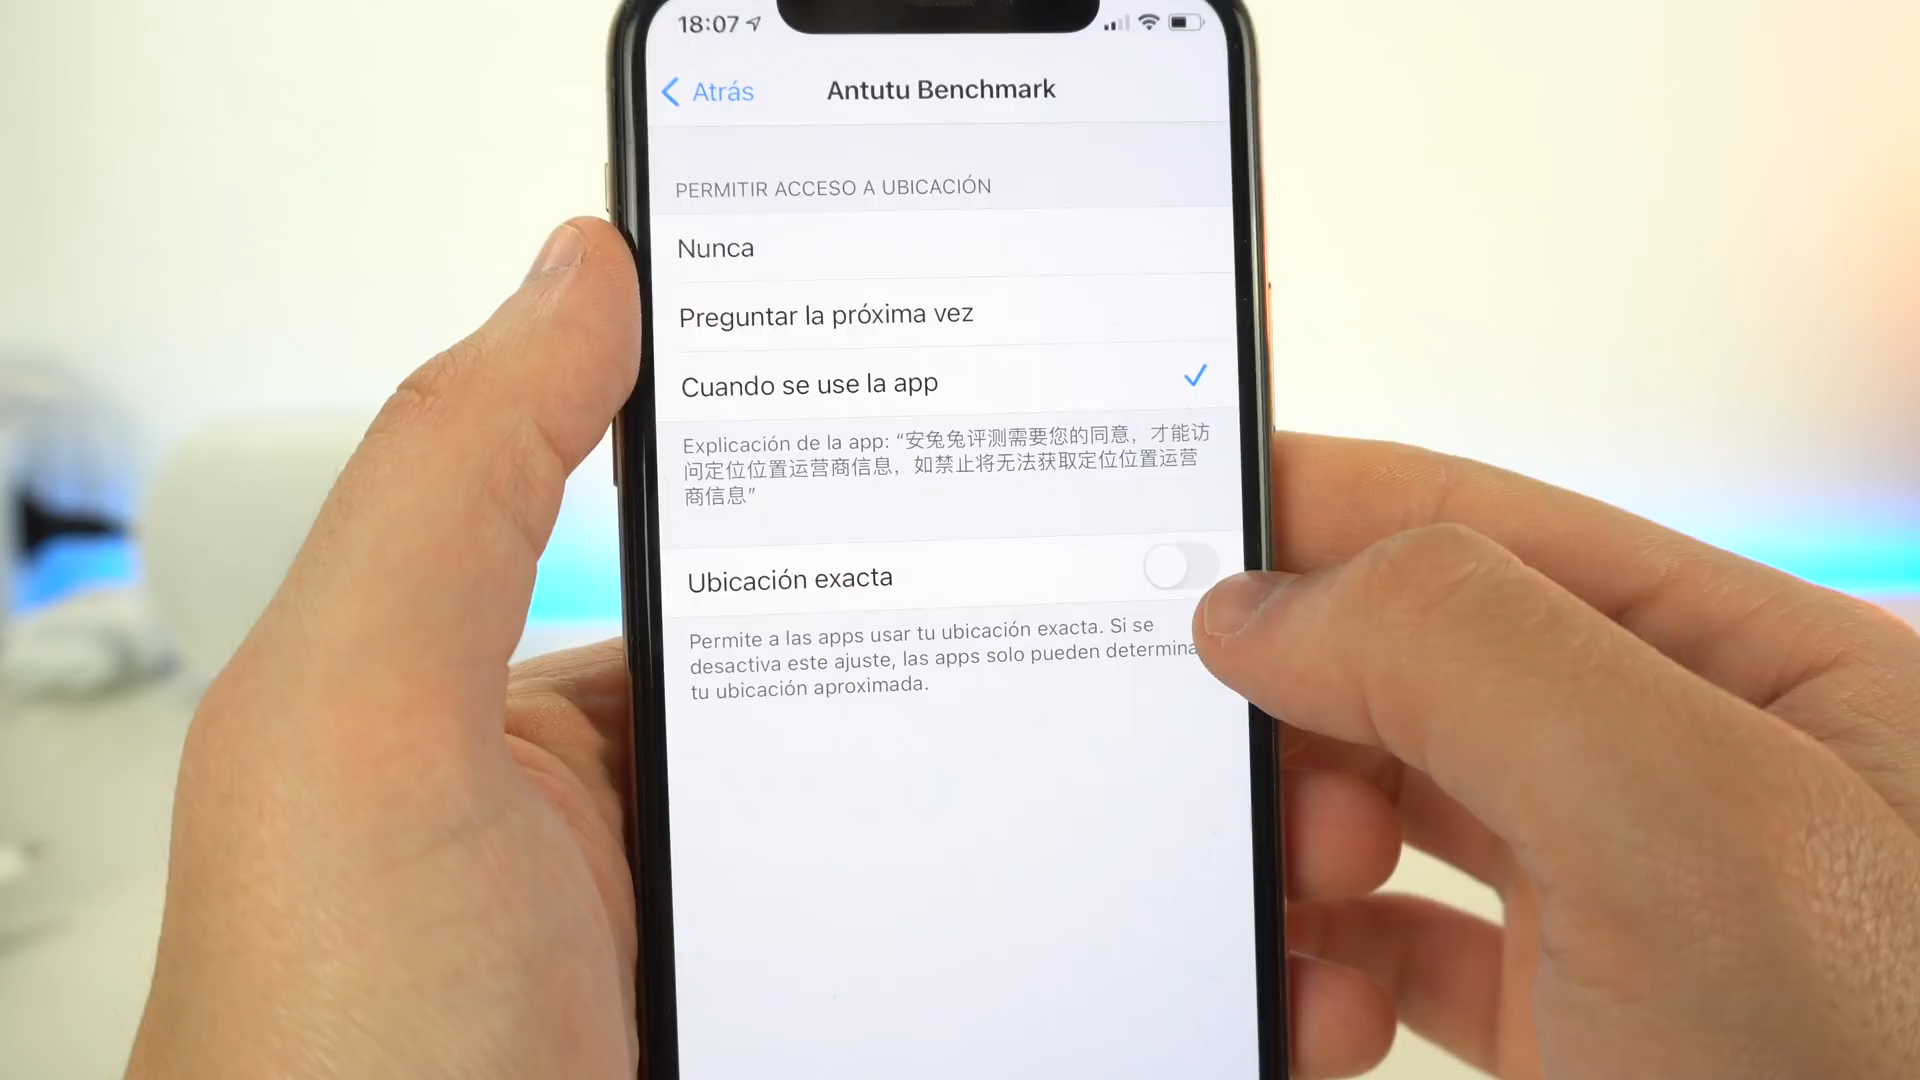 18:07
Atrás
Antutu Benchmark
PERMITIR ACCESO A UBICACIÓN
Nunca
Preguntar la próxima vez
Cuando se use la app
Explicación de la app: “安兔兔评测需要您的同意，才能访
问定位位置运营商信息，如禁止将无法获取定位位置运营
商信息”
Ubicación exacta
Permite a las apps usar tu ubicación exacta. Si se
desactiva este ajuste, las apps solo pueden determina
tu ubicación aproximada.